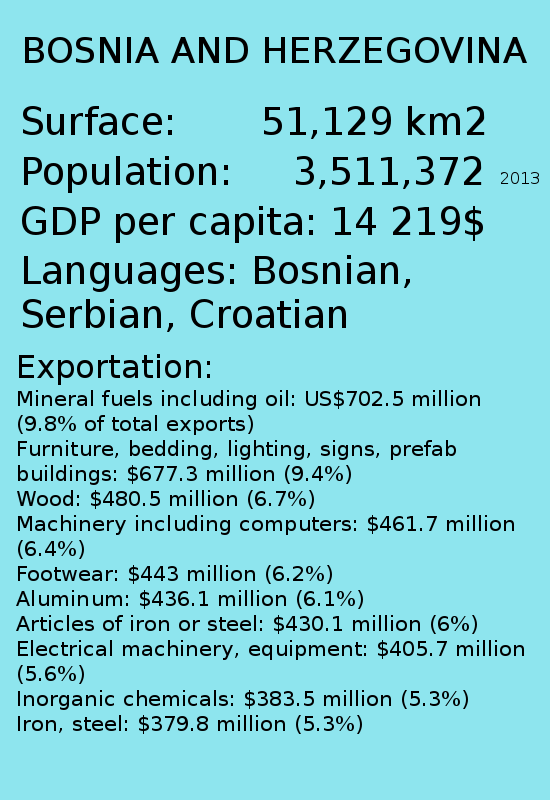 BOSNIA AND HERZEGOVINA
Surface: 51,129 km2
Population: 3,511,372 2013
GDP per capita: 14 219$
Languages: Bosnian,
Serbian, Croatian
Exportation:
Mineral fuels including oil: US$702.5 million
(9.8% of total exports)
Furniture, bedding, lighting, signs, prefab
buildings: $677.3 million (9.4%)
Wood: $480.5 million (6.7%)
Machinery including computers: $461.7 million
(6.4%)
Footwear: $443 million (6.2%)
Aluminum: $436.1 million (6.1%)
Articles of iron or steel: $430.1 million (6%)
Electrical machinery, equipment: $405.7 million
(5.6%)
Inorganic chemicals: $383.5 million (5.3%)
Iron, steel: $379.8 million (5.3%)